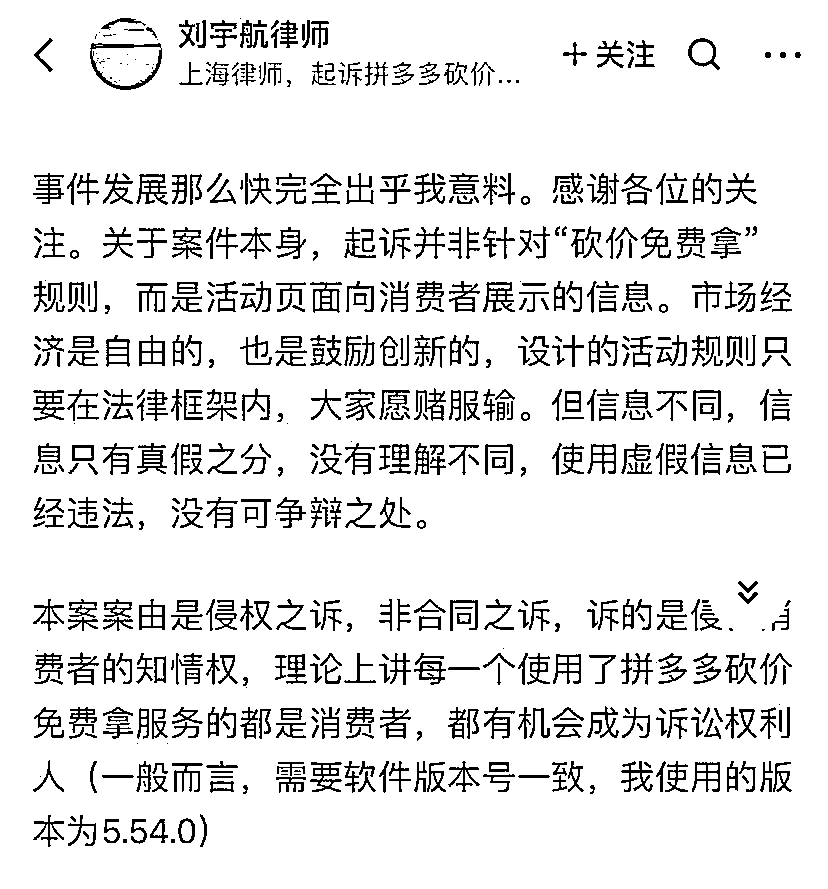 刘宇航律师
上海律师，起诉拼多多砍价...
+关注
事件发展那么快完全出乎我意料。感谢各位的关
注。关于案件本身，起诉并非针对“砍价免费拿”
规则，而是活动页面向消费者展示的信息。市场经
济是自由的，也是鼓励创新的，设计的活动规则只
要在法律框架内，大家愿赌服输。但信息不同，信
息只有真假之分，没有理解不同，使用虚假信息已
经违法，没有可争辩之处。
本案案由是侵权之诉，非合同之诉，诉的是
费者的知情权，理论上讲每一个使用了拼多多砍价
免费拿服务的都是消费者，都有机会成为诉讼权利
人（一般而言，需要软件版本号一致，我使用的版
本为5.54.0）